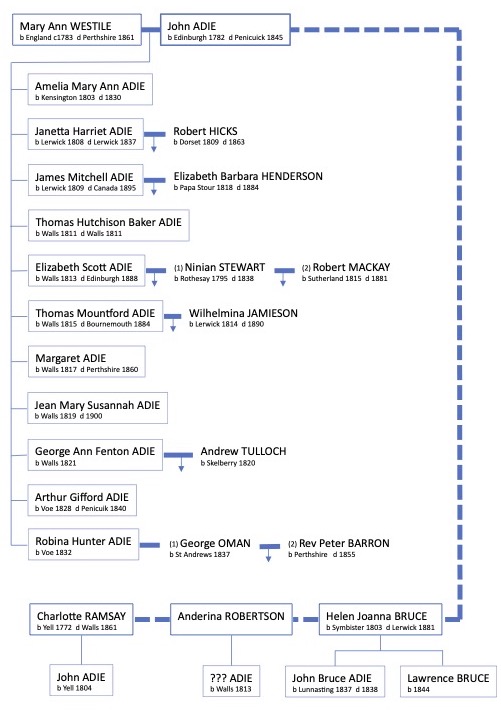 Mary Ann WESTILE
b England c1783 d Perthshire 1861
John ADIE
b Edinburgh 1782 d Penicuick 1845
Amelia Mary Ann ADIE
b Kensington 1803 d 1830
Janetta Harriet ADIE
b Lerwick 1808 d Lerwick 1837
Robert HICKS
b Dorset 1809 d 1863
James Mitchell ADIE
b Lerwick 1809 d Canada 1895
Elizabeth Barbara HENDERSON
b Papa Stour 1818 d 1884
Thomas Hutchison Baker ADIE
b Walls 1811 d Walls 1811
Elizabeth Scott ADIE
b Walls 1813 d Edinburgh 1888
(1) Ninian STEWART
b Rothesay 1795 d 1838
(2) Robert MACKAY
b Sutherland 1815 d 1881
Thomas Mountford ADIE
b Walls 1815 d Bournemouth 1884
Wilhelmina JAMIESON
b Lerwick 1814 d 1890
Margaret ADIE
b Walls 1817 d Perthshire 1860
Jean Mary Susannah ADIE
b Walls 1819 d 1900
George Ann Fenton ADIE
b Walls 1821
Andrew TULLOCH
b Skelberry 1820
Arthur Gifford ADIE
b Voe 1828 d Penicuik 1840
Robina Hunter ADIE
b Voe 1832
(1) George OMAN
b St Andrews 1837
(2) Rev Peter BARRON
b Perthshire d 1855
Charlotte RAMSAY
b Yell 1772 d Walls 1861
Anderina ROBERTSON
Helen Joanna BRUCE
b Symbister 1803 d Lerwick 1881
John ADIE
b Yell 1804
??? ADIE
b Walls 1813
John Bruce ADIE
b Lunnasting 1837 d 1838
Lawrence BRUCE
b 1844